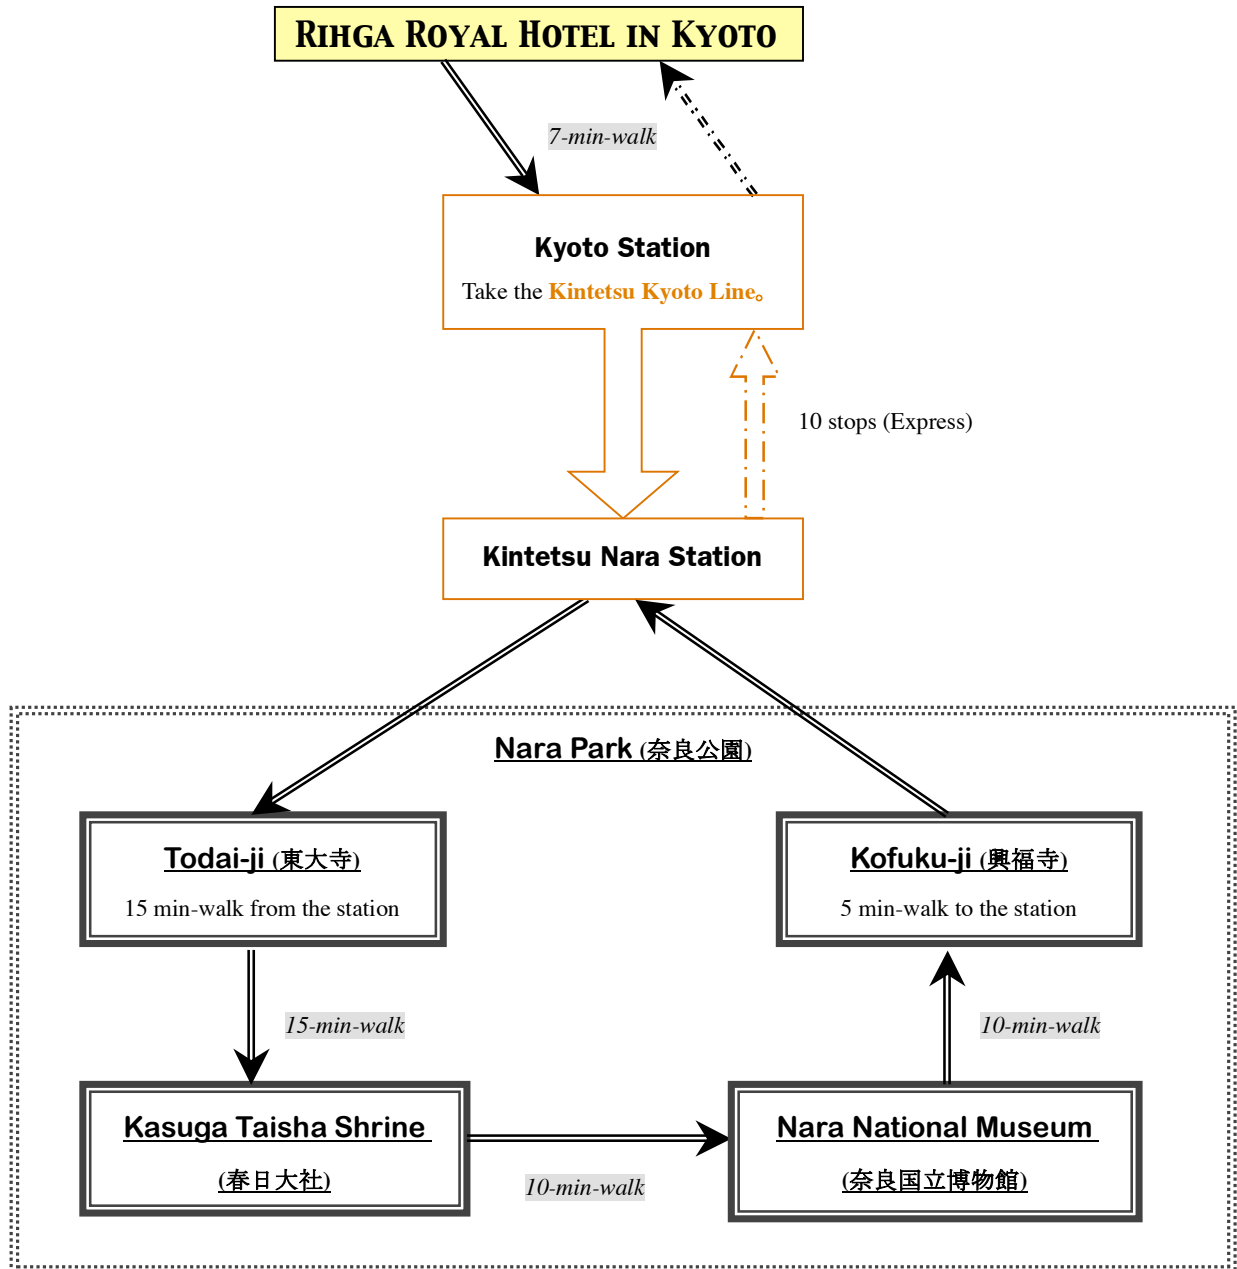 RIHGA ROYAL HOTEL IN KYOTO
7-min-walk
Kyoto Station
Take the Kintetsu Kyoto Line。
10 stops (Express)
Kintetsu Nara Station
Nara Park (奈良公園)
Todai-ji (東大寺)
15 min-walk from the station
Kofuku-ji (興福寺)
5 min-walk to the station
15-min-walk
10-min-walk
Kasuga Taisha Shrine
(春日大社)
10-min-walk
Nara National Museum
(奈良国立博物館)